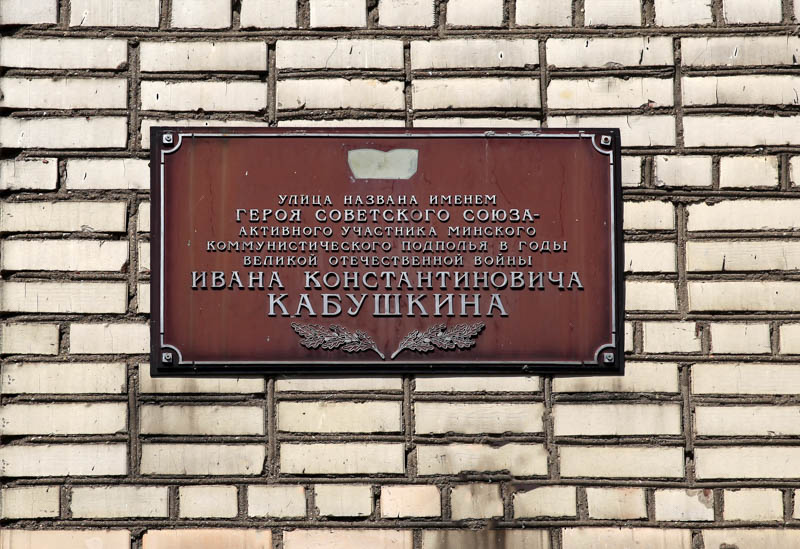 УЛИЦА НАЗВАНА ИМЕНЕМ
ГЕРОЯ СОВЕТСКОГО СОЮЗА-
АКТИВНОГО УЧАСТНИКА МИНСКОГО
КОММУНИСТИЧЕСКОГО ПОДПОЛЬЯ В ГОДЫ
ВЕЛИКОЙ ОТЕЧЕСТВЕННОЙ ВОЙНЫ
ИВАНА КОНСТАНТИНОВИЧА
КАБУШКИНА